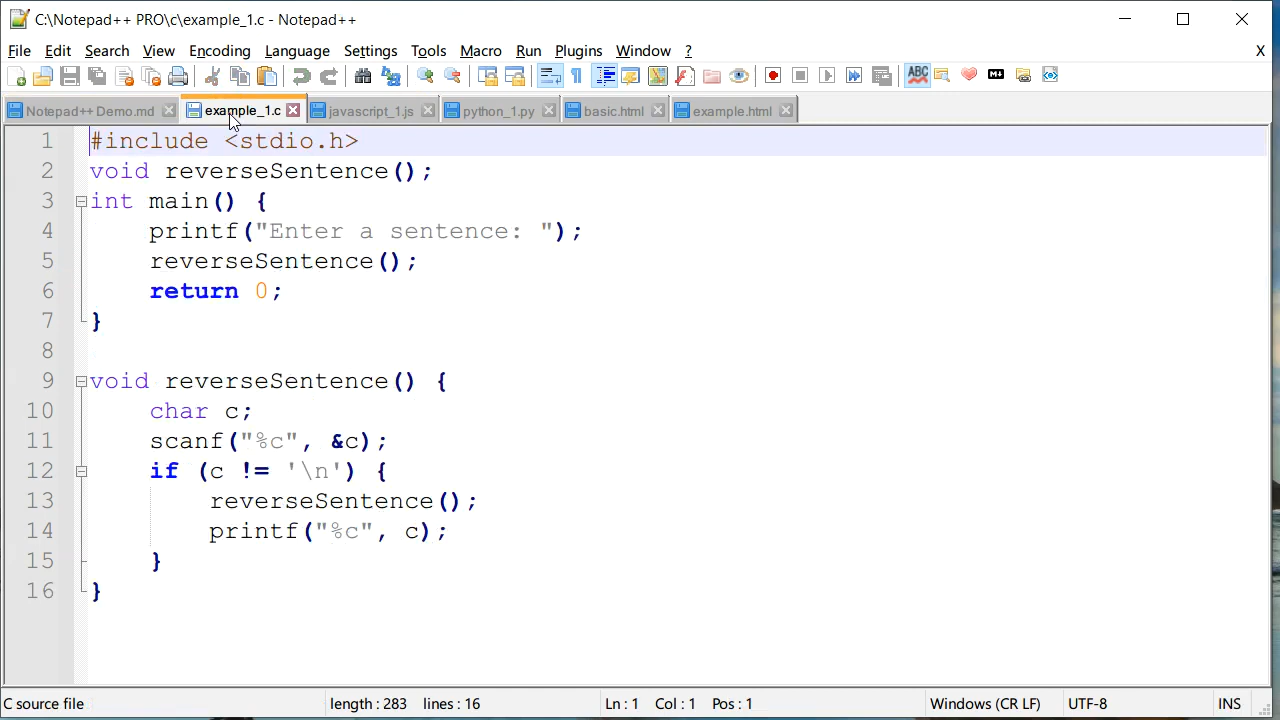 C:\Notepad++ PRO\c\example_1.c - Notepad++
File Edit Search View Encoding Language Settings Tools Macro Run Plugins Window ? X
ABC
Notepad++ Demo.md example_1.c javascript_1.js python_1.py basic.html example.html
1 #include <stdio.h>
2 void reverseSentence();
3 int main() {
4     printf("Enter a sentence: ");
5     reverseSentence();
6     return 0;
7 }
8
9 void reverseSentence() {
10     char c;
11     scanf("%c", &c);
12     if (c != '\n') {
13         reverseSentence();
14         printf("%c", c);
15     }
16 }
C source file length : 283 lines : 16 Ln : 1 Col : 1 Pos : 1 Windows (CR LF) UTF-8 INS